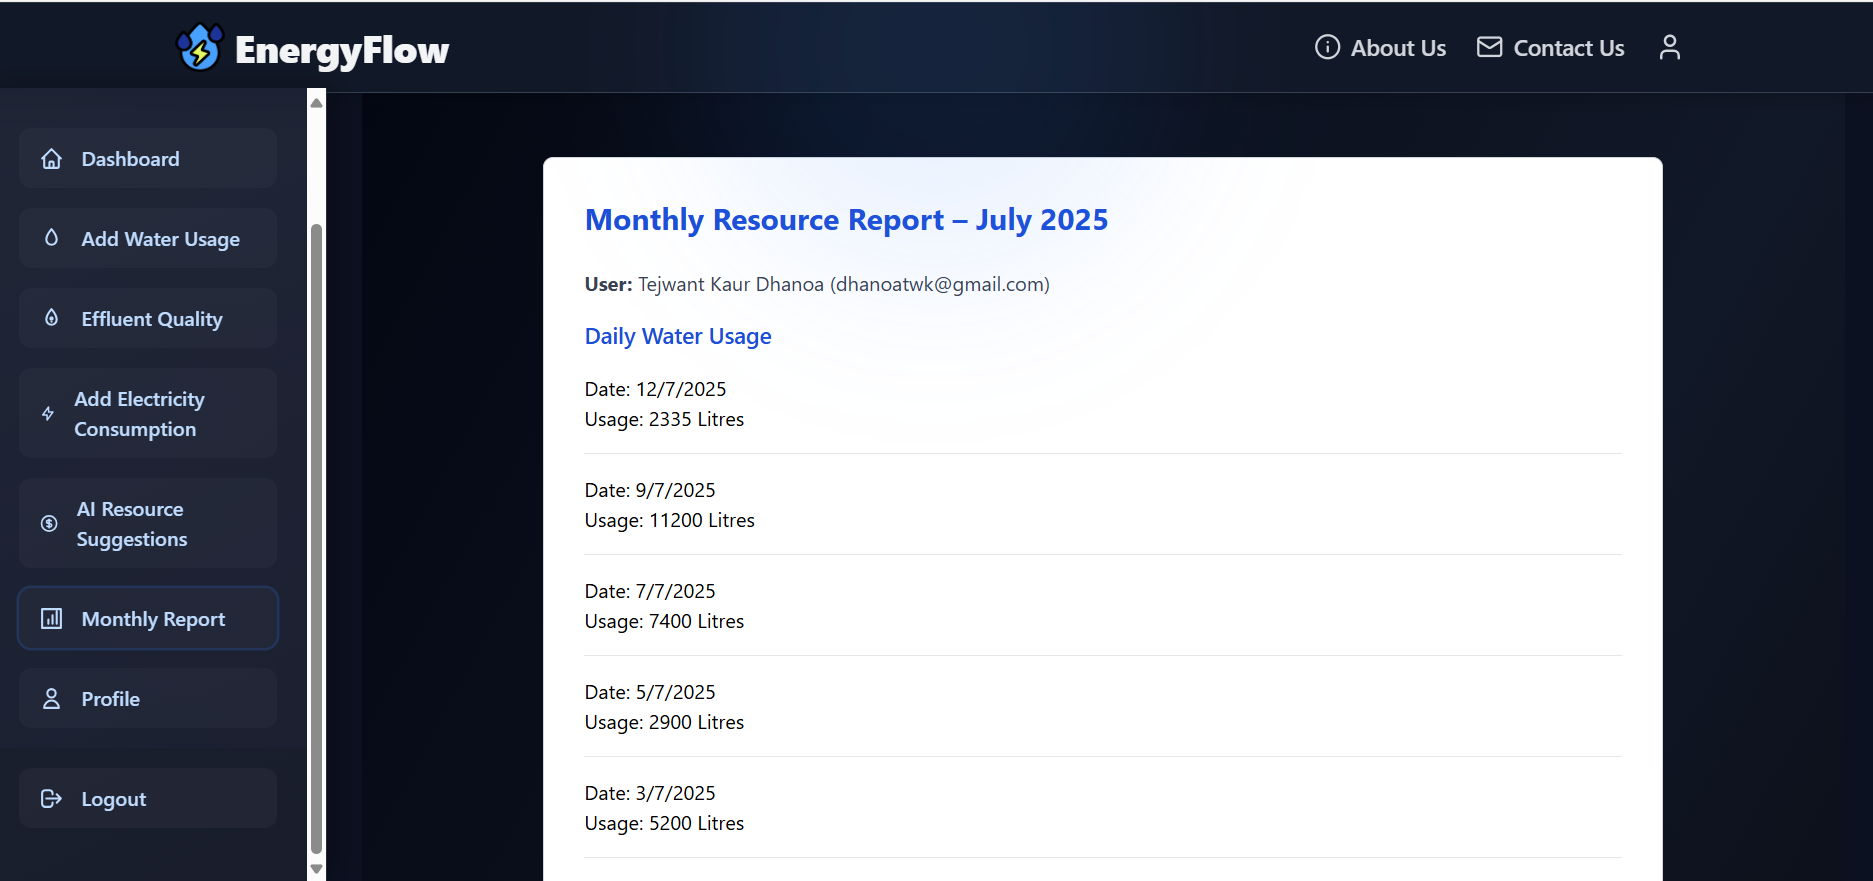 EnergyFlow
About Us
Contact Us
Dashboard
Add Water Usage
Effluent Quality
Add Electricity
Consumption
AI Resource
Suggestions
Monthly Report
Profile
Logout
Monthly Resource Report – July 2025
User: Tejwant Kaur Dhanoa (dhanoatwk@gmail.com)
Daily Water Usage
Date: 12/7/2025
Usage: 2335 Litres
Date: 9/7/2025
Usage: 11200 Litres
Date: 7/7/2025
Usage: 7400 Litres
Date: 5/7/2025
Usage: 2900 Litres
Date: 3/7/2025
Usage: 5200 Litres